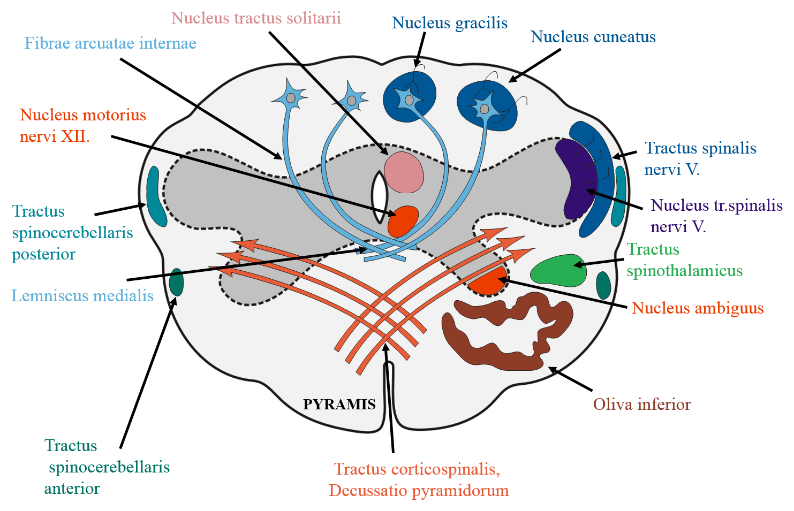 Nucleus tractus solitarii
Nucleus gracilis
Nucleus cuneatus
Fibrae arcuatae internae
Nucleus motorius
nervi XII.
Tractus spinalis
nervi V.
Nucleus tr.spinalis
nervi V.
Tractus
spinocerebellaris
posterior
Tractus
spinothalamicus
Lemniscus medialis
Nucleus ambiguus
PYRAMIS
Oliva inferior
Tractus
spinocerebellaris
anterior
Tractus corticospinalis,
Decussatio pyramidorum